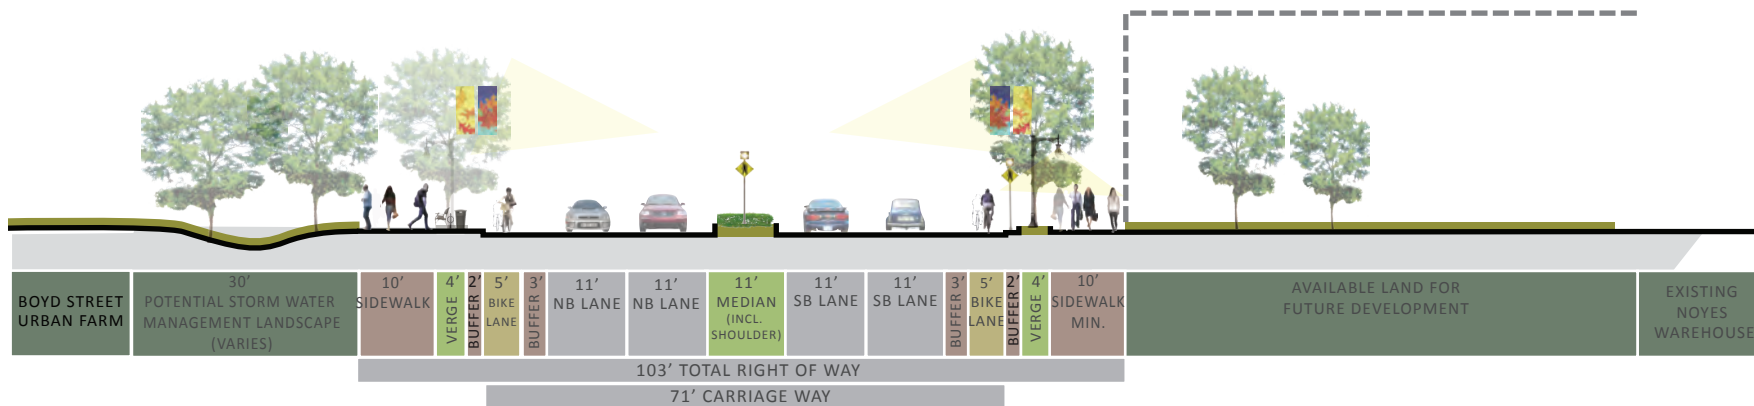 BOYD STREET
URBAN FARM
30’
POTENTIAL STORM WATER
MANAGEMENT LANDSCAPE
(VARIES)
10’
SIDEWALK
4’
VERGE
2’
BUFFER
5’
BIKE
LANE
3’
BUFFER
11’
NB LANE
11’
NB LANE
11’
MEDIAN
(INCL.
SHOULDER)
11’
SB LANE
11’
SB LANE
3’
BUFFER
5’
BIKE
LANE
2’
BUFFER
4’
VERGE
10’
SIDEWALK
MIN.
AVAILABLE LAND FOR
FUTURE DEVELOPMENT
EXISTING
NOYES
WAREHOUSE
103’ TOTAL RIGHT OF WAY
71’ CARRIAGE WAY